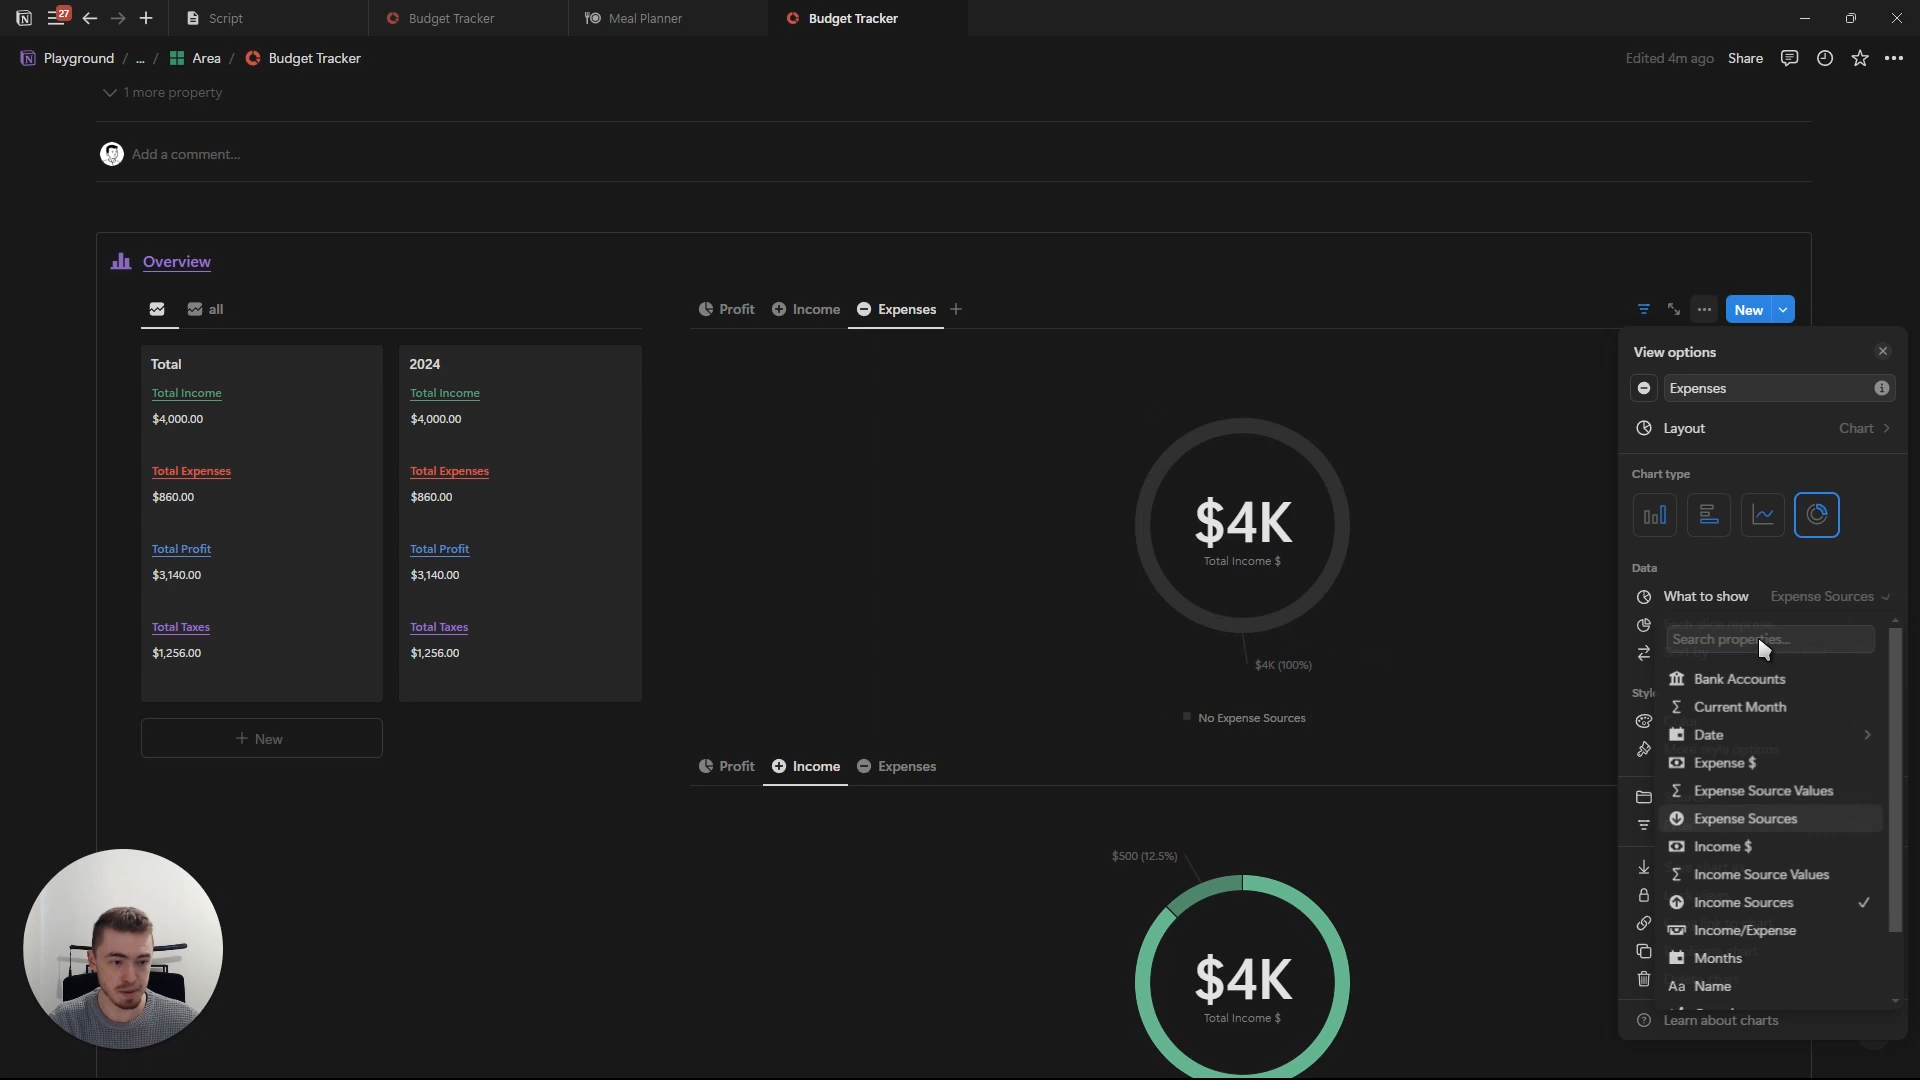 27
Script
Budget Tracker
Meal Planner
Budget Tracker
Playground / ... / Area / Budget Tracker
Edited 4m ago
Share
1 more property
Add a comment...
Overview
all
Profit
Income
Expenses
New
Total
Total Income
$4,000.00
Total Expenses
$860.00
Total Profit
$3,140.00
Total Taxes
$1,256.00
2024
Total Income
$4,000.00
Total Expenses
$860.00
Total Profit
$3,140.00
Total Taxes
$1,256.00
New
$4K
Total Income $
$4K (100%)
No Expense Sources
Profit
Income
Expenses
$500 (12.5%)
$4K
Total Income $
View options
Expenses
Layout
Chart
Chart type
Data
What to show
Expense Sources
Search properties...
Bank Accounts
Current Month
Date
Expense $
Expense Source Values
Expense Sources
Income $
Income Source Values
Income Sources
Income/Expense
Months
Aa Name
Learn about charts